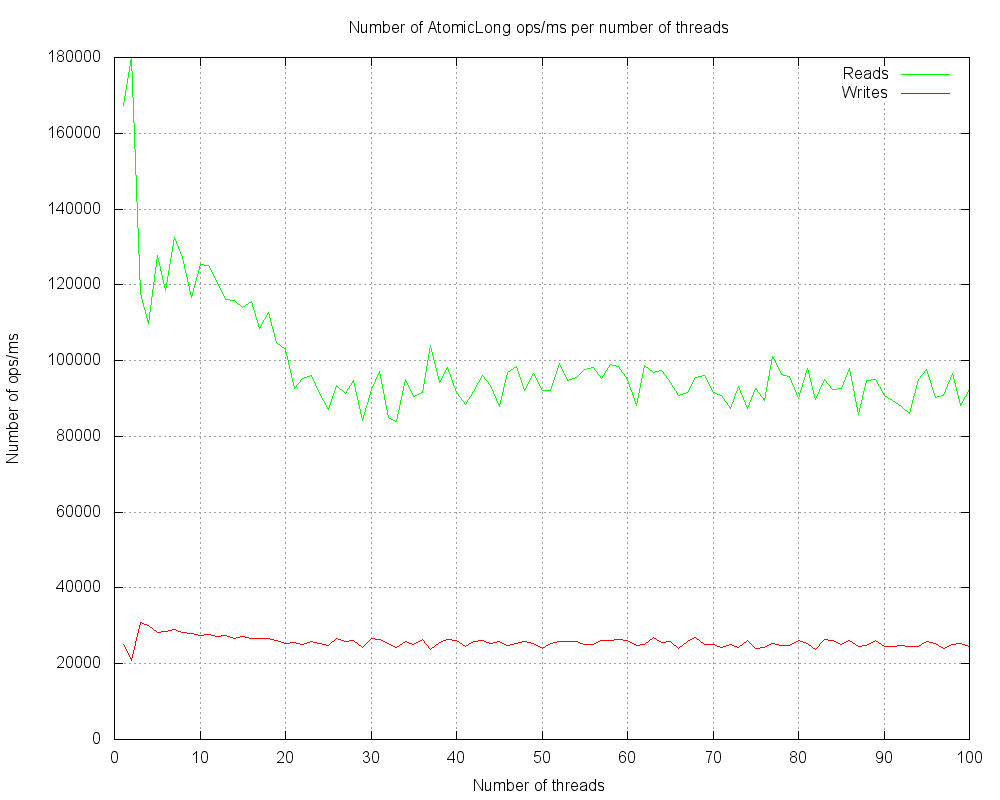 Number of AtomicLong ops/ms per number of threads
Reads
Writes
180000
160000
140000
120000
100000
80000
60000
40000
20000
0
Number of ops/ms
0 10 20 30 40 50 60 70 80 90 100
Number of threads